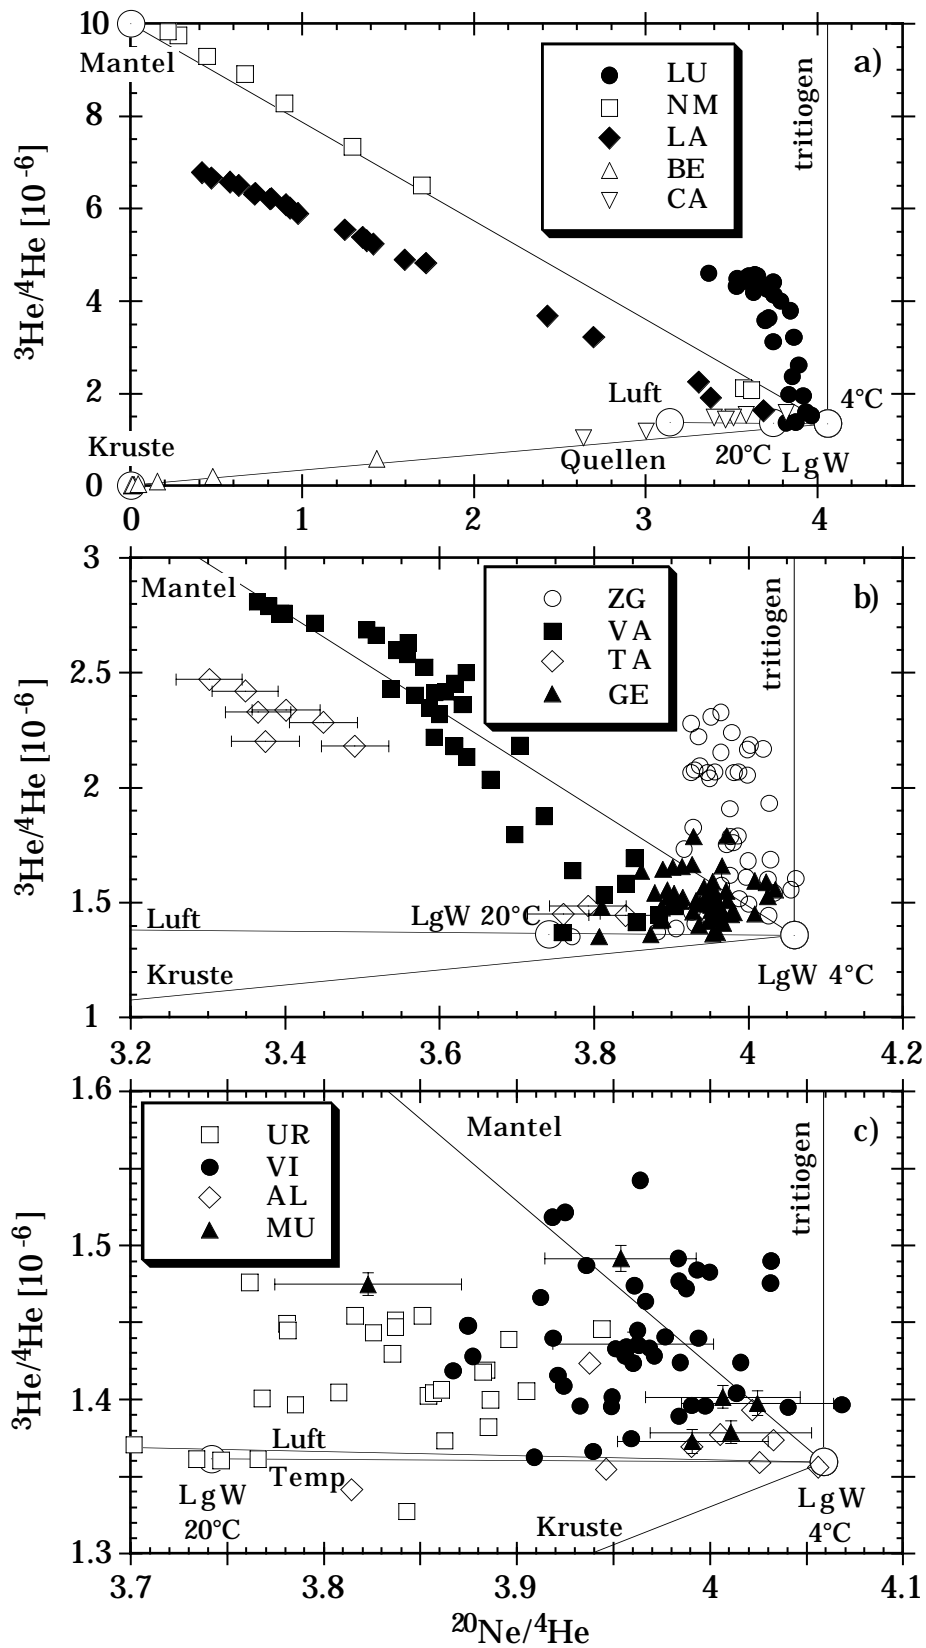 10
8
6
4
2
0
³He/⁴He [10⁻⁶]
Mantel
a)
LU
NM
LA
BE
CA
tritiogen
Luft
4°C
Kruste
Quellen
20°C
LgW
0
1
2
3
4
3
2.5
2
1.5
1
³He/⁴He [10⁻⁶]
Mantel
b)
ZG
VA
TA
GE
tritiogen
Luft
LgW 20°C
Kruste
LgW 4°C
3.2
3.4
3.6
3.8
4
4.2
1.6
1.5
1.4
1.3
³He/⁴He [10⁻⁶]
UR
VI
AL
MU
Mantel
c)
tritiogen
Luft
Temp
LgW
20°C
LgW
4°C
Kruste
3.7
3.8
3.9
4
4.1
²⁰Ne/⁴He